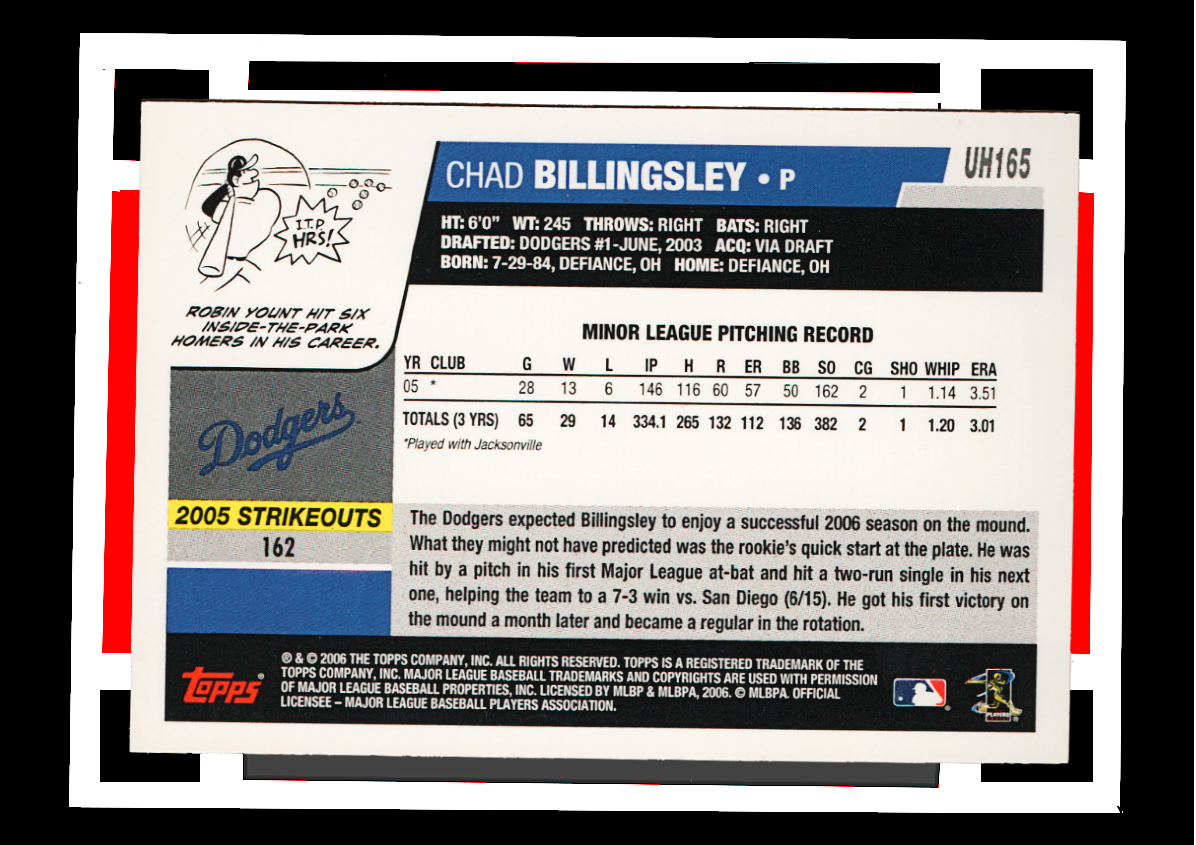 CHAD BILLINGSLEY • P
UH165
HT: 6'0" WT: 245 THROWS: RIGHT BATS: RIGHT
DRAFTED: DODGERS #1-JUNE, 2003 ACQ: VIA DRAFT
BORN: 7-29-84, DEFIANCE, OH HOME: DEFIANCE, OH
I.T.P.
HRS!
ROBIN YOUNT HIT SIX
INSIDE-THE-PARK
HOMERS IN HIS CAREER.
MINOR LEAGUE PITCHING RECORD
YR CLUB G W L IP H R ER BB SO CG SHO WHIP ERA
05 * 28 13 6 146 116 60 57 50 162 2 1 1.14 3.51
TOTALS (3 YRS) 65 29 14 334.1 265 132 112 136 382 2 1 1.20 3.01
*Played with Jacksonville
Dodgers
2005 STRIKEOUTS
162
The Dodgers expected Billingsley to enjoy a successful 2006 season on the mound.
What they might not have predicted was the rookie's quick start at the plate. He was
hit by a pitch in his first Major League at-bat and hit a two-run single in his next
one, helping the team to a 7-3 win vs. San Diego (6/15). He got his first victory on
the mound a month later and became a regular in the rotation.
Topps®
® & © 2006 THE TOPPS COMPANY, INC. ALL RIGHTS RESERVED. TOPPS IS A REGISTERED TRADEMARK OF THE
TOPPS COMPANY, INC. MAJOR LEAGUE BASEBALL TRADEMARKS AND COPYRIGHTS ARE USED WITH PERMISSION
OF MAJOR LEAGUE BASEBALL PROPERTIES, INC. LICENSED BY MLBP & MLBPA, 2006. © MLBPA. OFFICIAL
LICENSEE – MAJOR LEAGUE BASEBALL PLAYERS ASSOCIATION.
PLAYERS